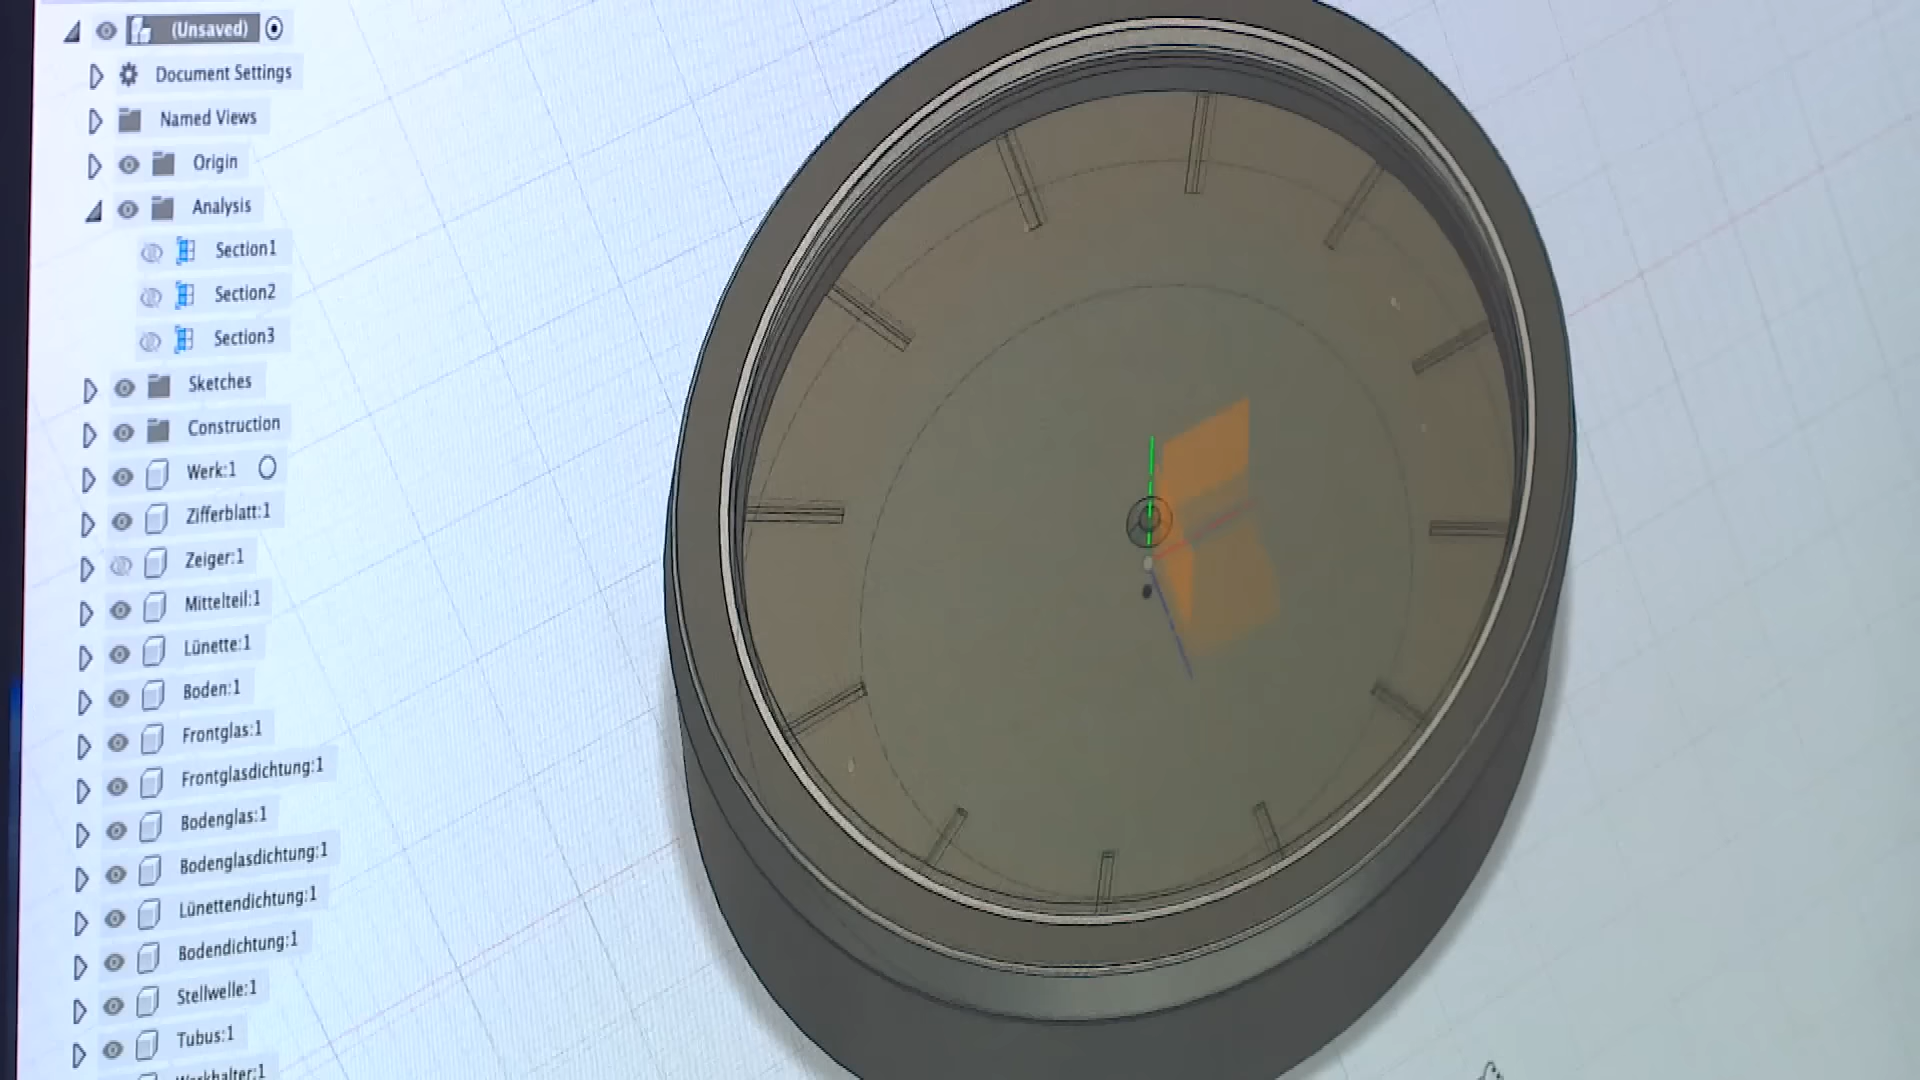 (Unsaved)
Document Settings
Named Views
Origin
Analysis
Section1
Section2
Section3
Sketches
Construction
Werk:1
Zifferblatt:1
Zeiger:1
Mittelteil:1
Lünette:1
Boden:1
Frontglas:1
Frontglasdichtung:1
Bodenglas:1
Bodenglasdichtung:1
Lünettendichtung:1
Bodendichtung:1
Stellwelle:1
Tubus:1
Werkhalter:1